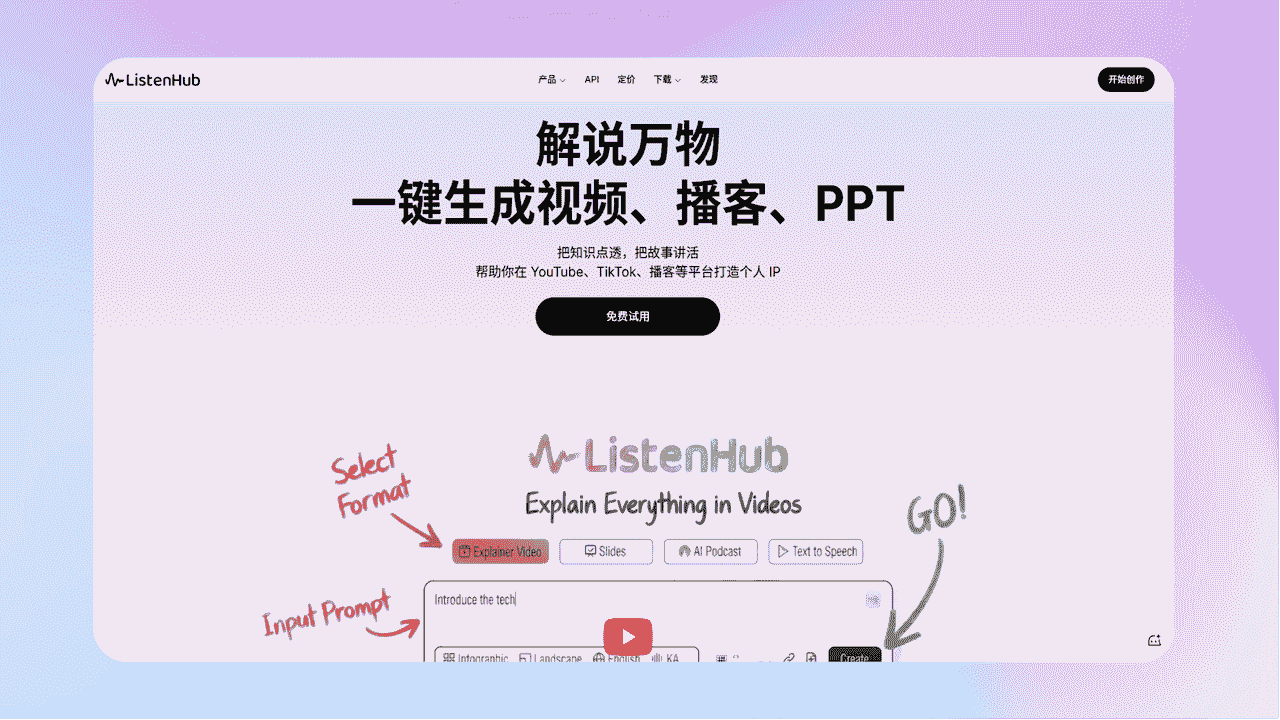 ListenHub
产品
API
定价
下载
发现
开始创作
解说万物
一键生成视频、播客、PPT
把知识点透，把故事讲活
帮助你在 YouTube、TikTok、播客等平台打造个人 IP
免费试用
ListenHub
Select
Format
Explain Everything in Videos
GO!
Explainer Video
Slides
AI Podcast
Text to Speech
Input Prompt
Introduce the tech
Infographic
Landscape
English
KA
Create